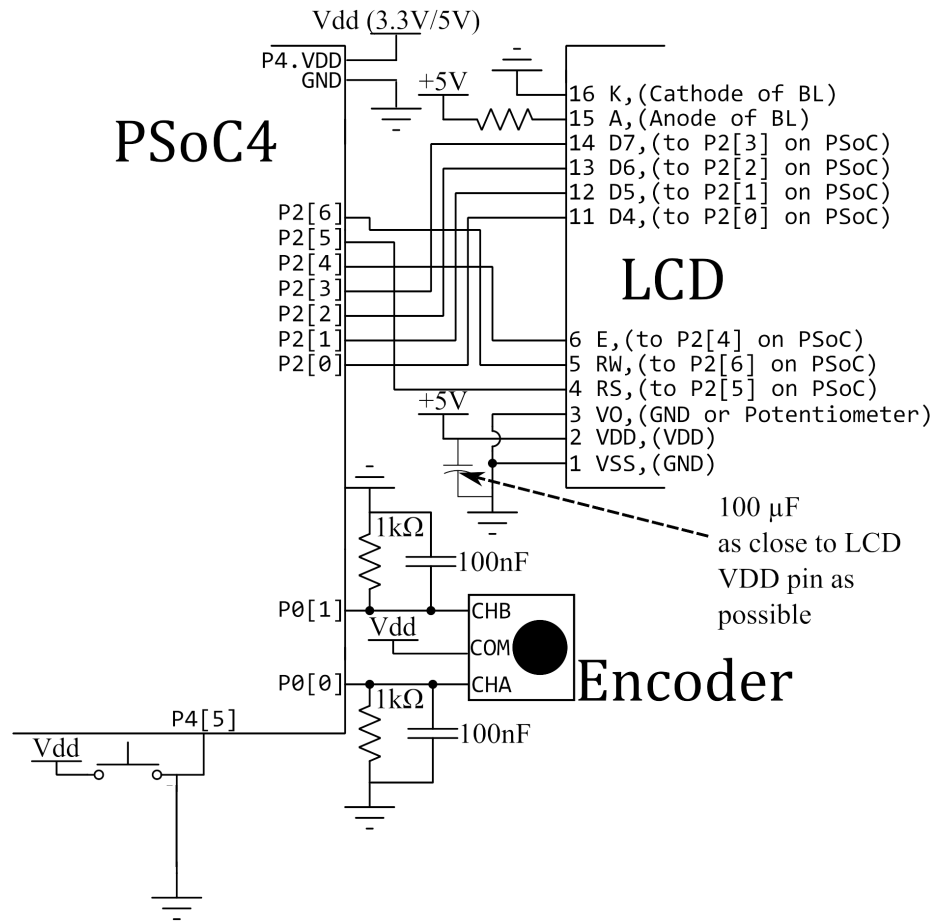 Vdd (3.3V/5V)
P4.VDD
GND
PSoC4
+5V
16 K,(Cathode of BL)
15 A,(Anode of BL)
14 D7,(to P2[3] on PSoC)
13 D6,(to P2[2] on PSoC)
12 D5,(to P2[1] on PSoC)
11 D4,(to P2[0] on PSoC)
P2[6]
P2[5]
P2[4]
P2[3]
P2[2]
P2[1]
P2[0]
LCD
6 E,(to P2[4] on PSoC)
5 RW,(to P2[6] on PSoC)
4 RS,(to P2[5] on PSoC)
3 VO,(GND or Potentiometer)
2 VDD,(VDD)
1 VSS,(GND)
+5V
100 µF
as close to LCD
VDD pin as
possible
1kΩ
100nF
P0[1]
CHB
Vdd
COM
Encoder
P0[0]
CHA
1kΩ
100nF
P4[5]
Vdd